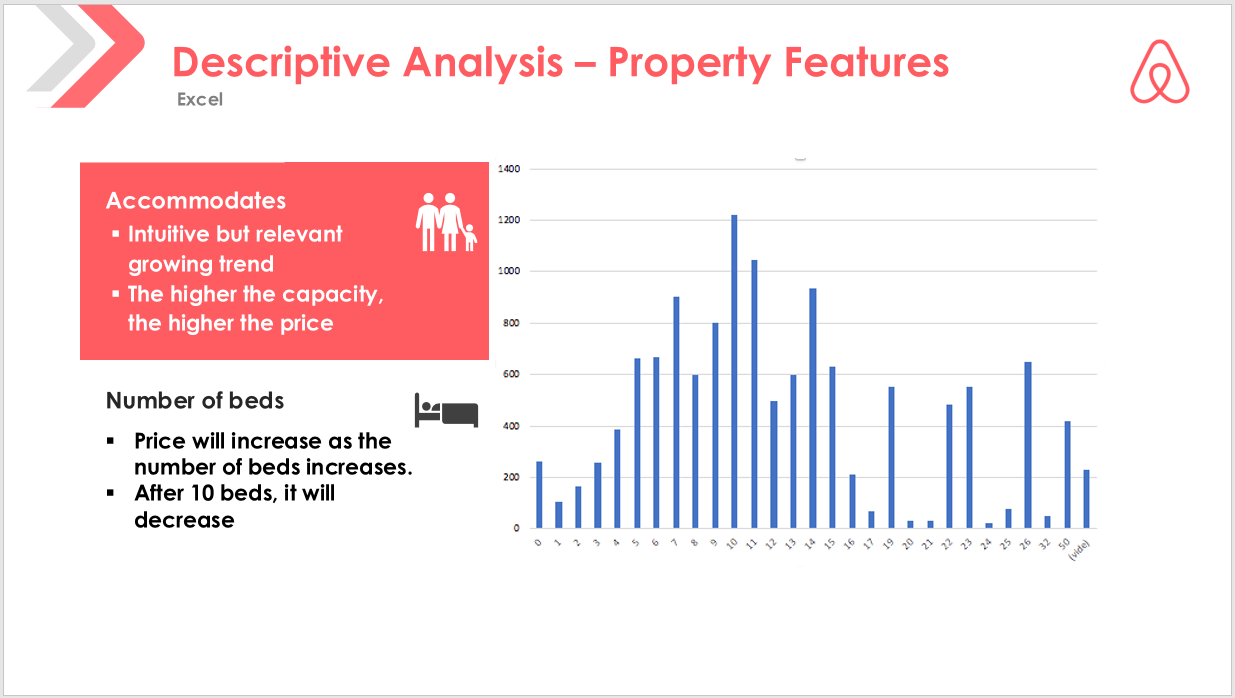 Descriptive Analysis – Property Features
Excel
Accommodates
▪ Intuitive but relevant
growing trend
▪ The higher the capacity,
the higher the price
Number of beds
▪ Price will increase as the
number of beds increases.
▪ After 10 beds, it will
decrease
1400
1200
1000
800
600
400
200
0
0 1 2 3 4 5 6 7 8 9 10 11 12 13 14 15 16 17 19 20 21 22 23 24 25 26 32 50 (vide)